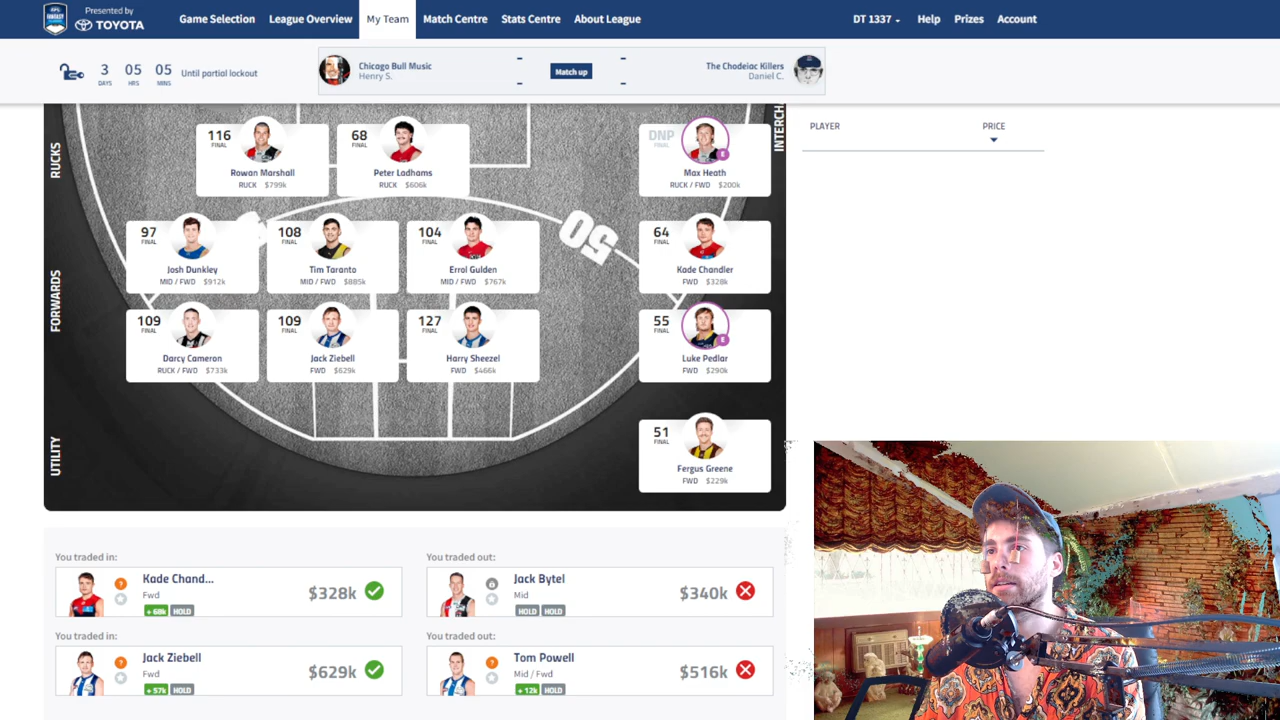 Presented by
TOYOTA
Game Selection
League Overview
My Team
Match Centre
Stats Centre
About League
DT 1337
Help
Prizes
Account
3
DAYS
05
HRS
05
MINS
Until partial lockout
Chicago Bull Music
Henry S.
–
–
Match up
–
–
The Chodeiac Killers
Daniel C.
PLAYER
PRICE
RUCKS
116
FINAL
Rowan Marshall
RUCK $799k
68
FINAL
Peter Ladhams
RUCK $606k
INTERCH
DNP
FINAL
E
Max Heath
RUCK / FWD $200k
50
FORWARDS
97
FINAL
Josh Dunkley
MID / FWD $912k
108
FINAL
Tim Taranto
MID / FWD $885k
104
FINAL
Errol Gulden
MID / FWD $767k
64
FINAL
Kade Chandler
FWD $328k
109
FINAL
Darcy Cameron
RUCK / FWD $733k
109
FINAL
Jack Ziebell
FWD $629k
127
FINAL
Harry Sheezel
FWD $466k
55
FINAL
E
Luke Pedlar
FWD $290k
UTILITY
51
FINAL
Fergus Greene
FWD $229k
You traded in:
Kade Chand...
Fwd
+ 68k HOLD
$328k
You traded out:
Jack Bytel
Mid
HOLD HOLD
$340k
You traded in:
Jack Ziebell
Fwd
+ 57k HOLD
$629k
You traded out:
Tom Powell
Mid / Fwd
+ 12k HOLD
$516k